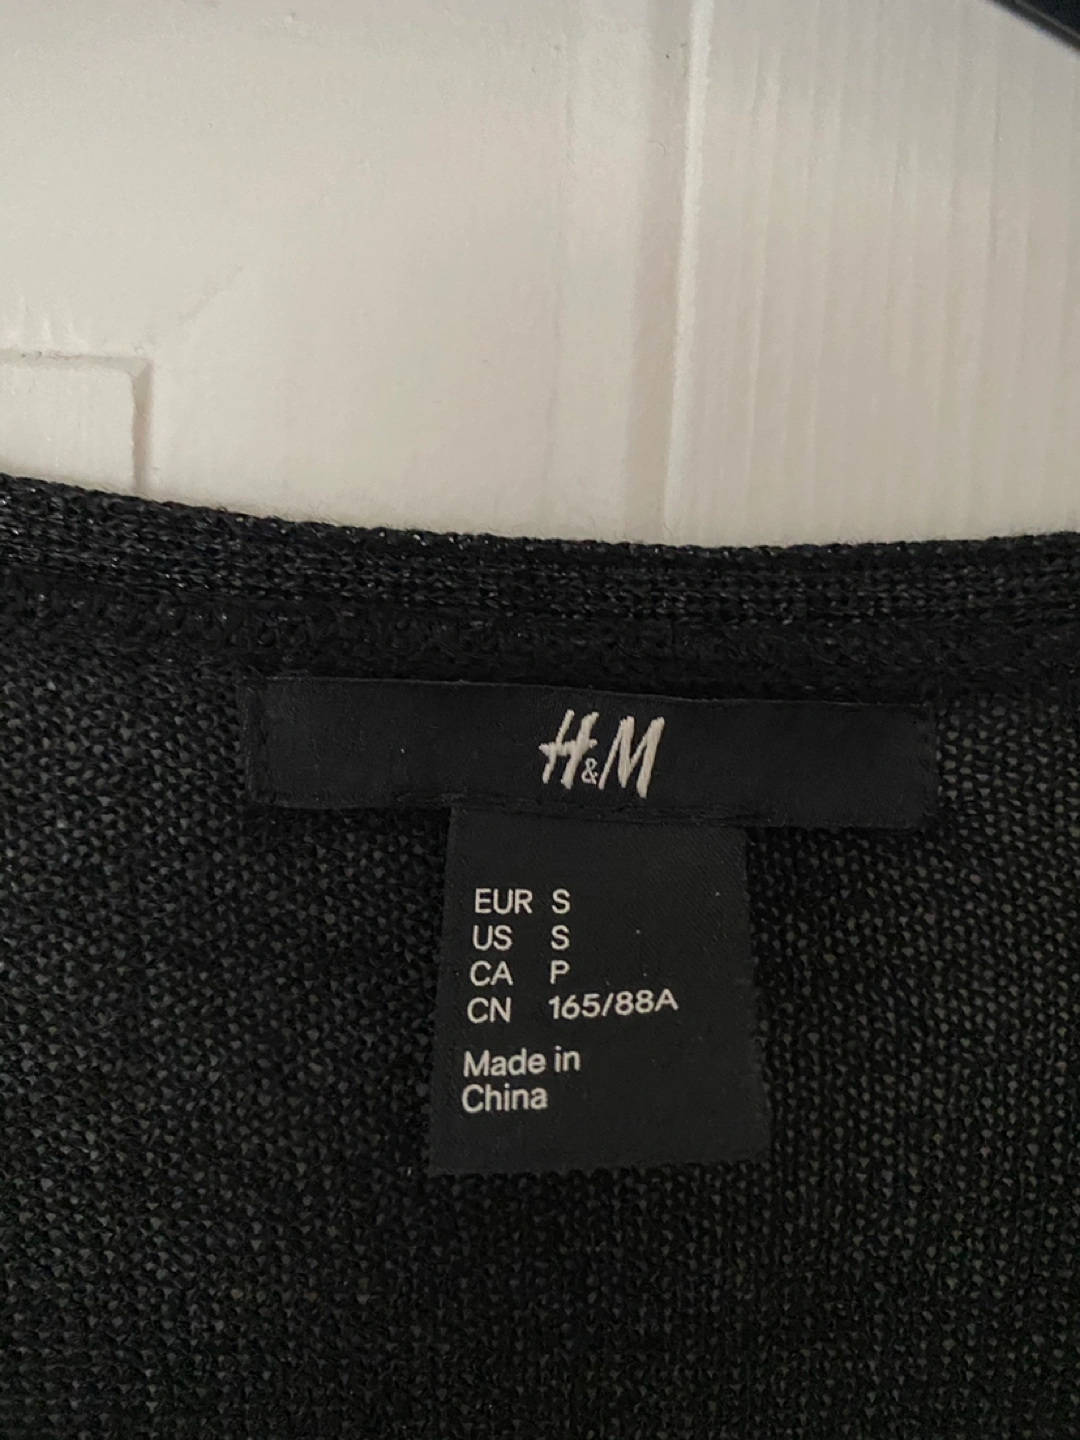 H&M
EUR S
US S
CA P
CN 165/88A
Made in
China